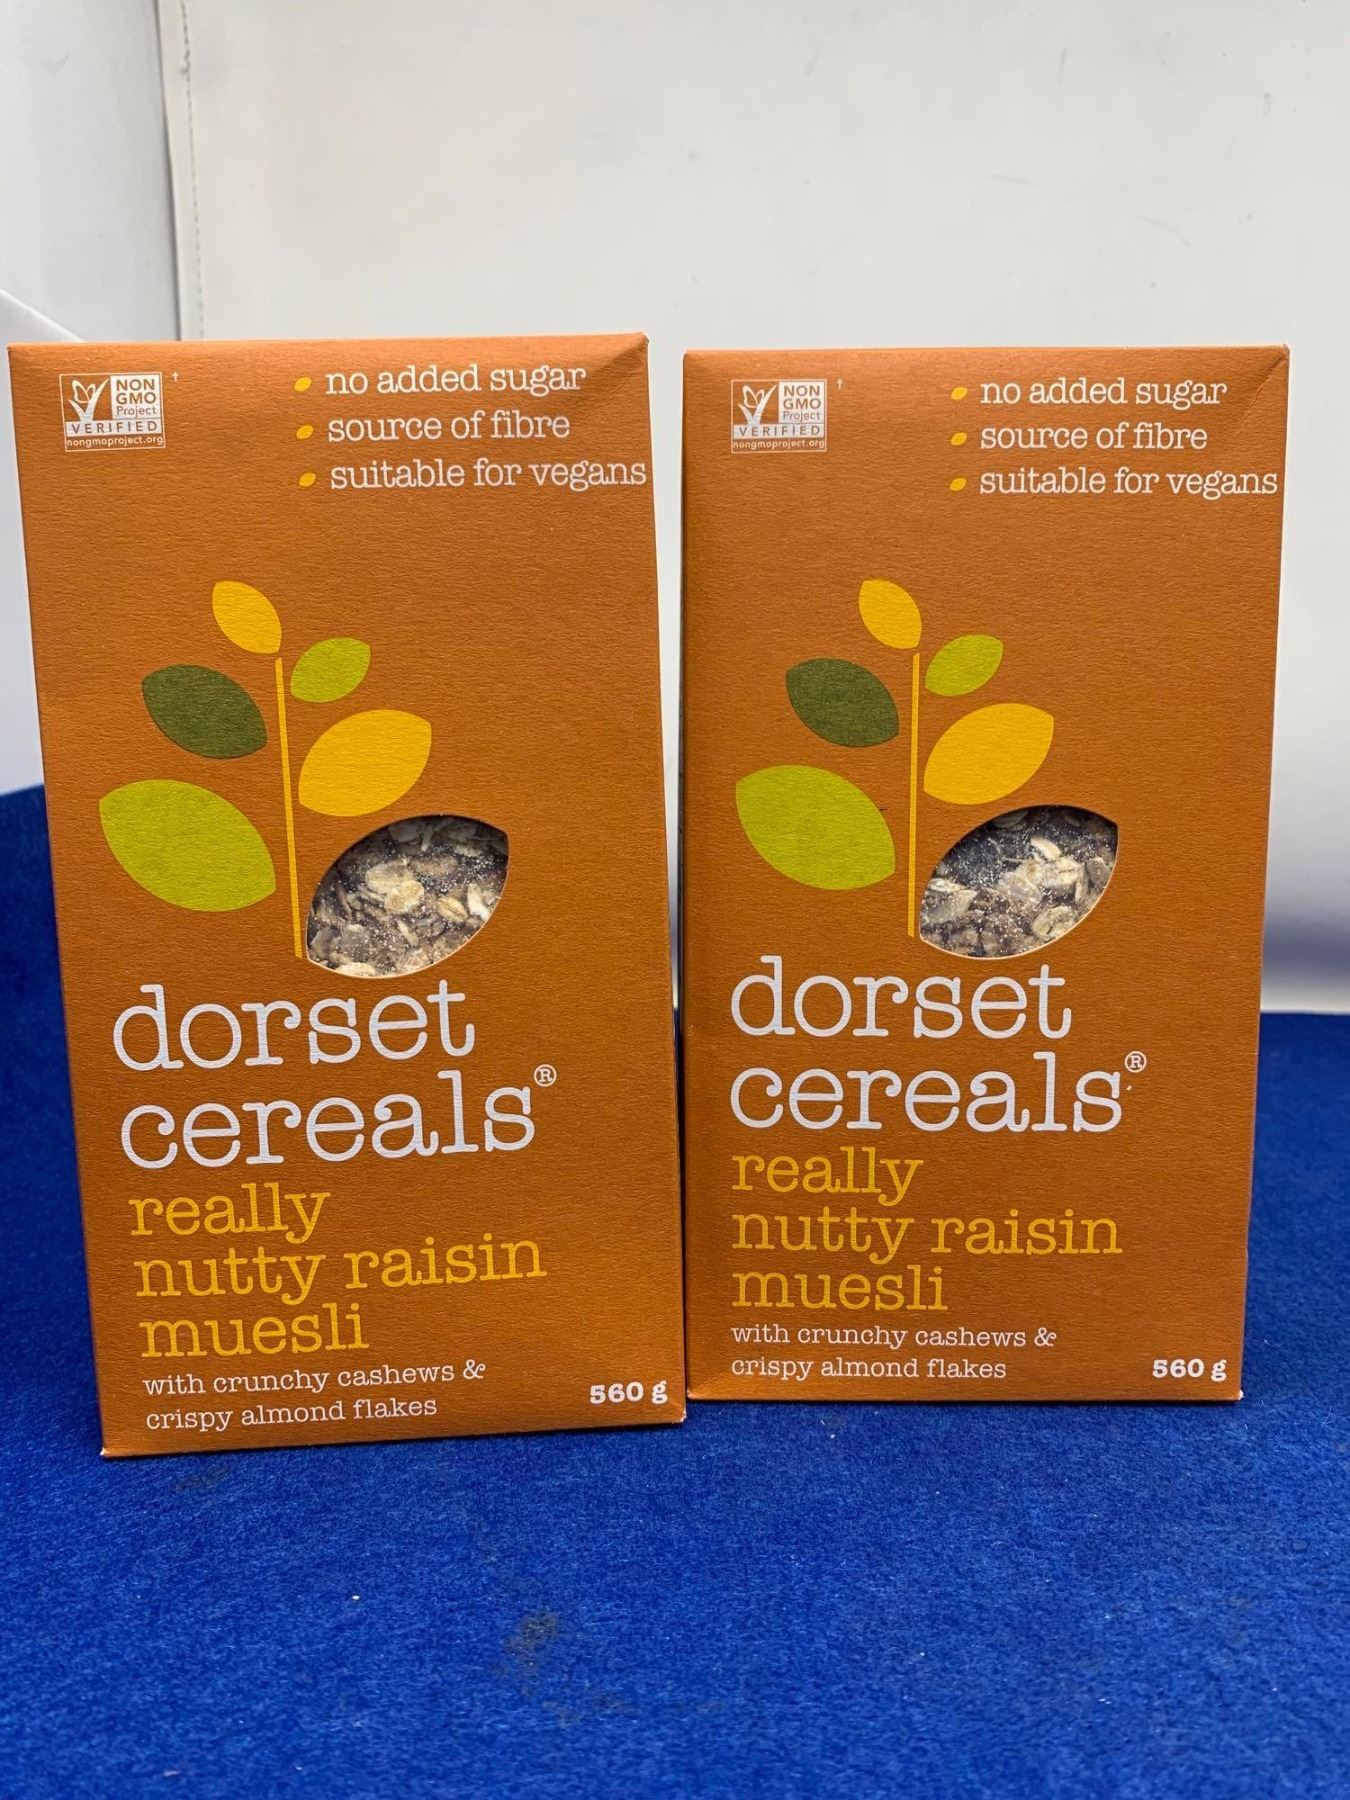 NON
GMO
Project
VERIFIED
nongmoproject.org
†
no added sugar
source of fibre
suitable for vegans
dorset
cereals®
really
nutty raisin
muesli
with crunchy cashews &
crispy almond flakes
560 g
NON
GMO
Project
VERIFIED
nongmoproject.org
†
no added sugar
source of fibre
suitable for vegans
dorset
cereals®
really
nutty raisin
muesli
with crunchy cashews &
crispy almond flakes
560 g